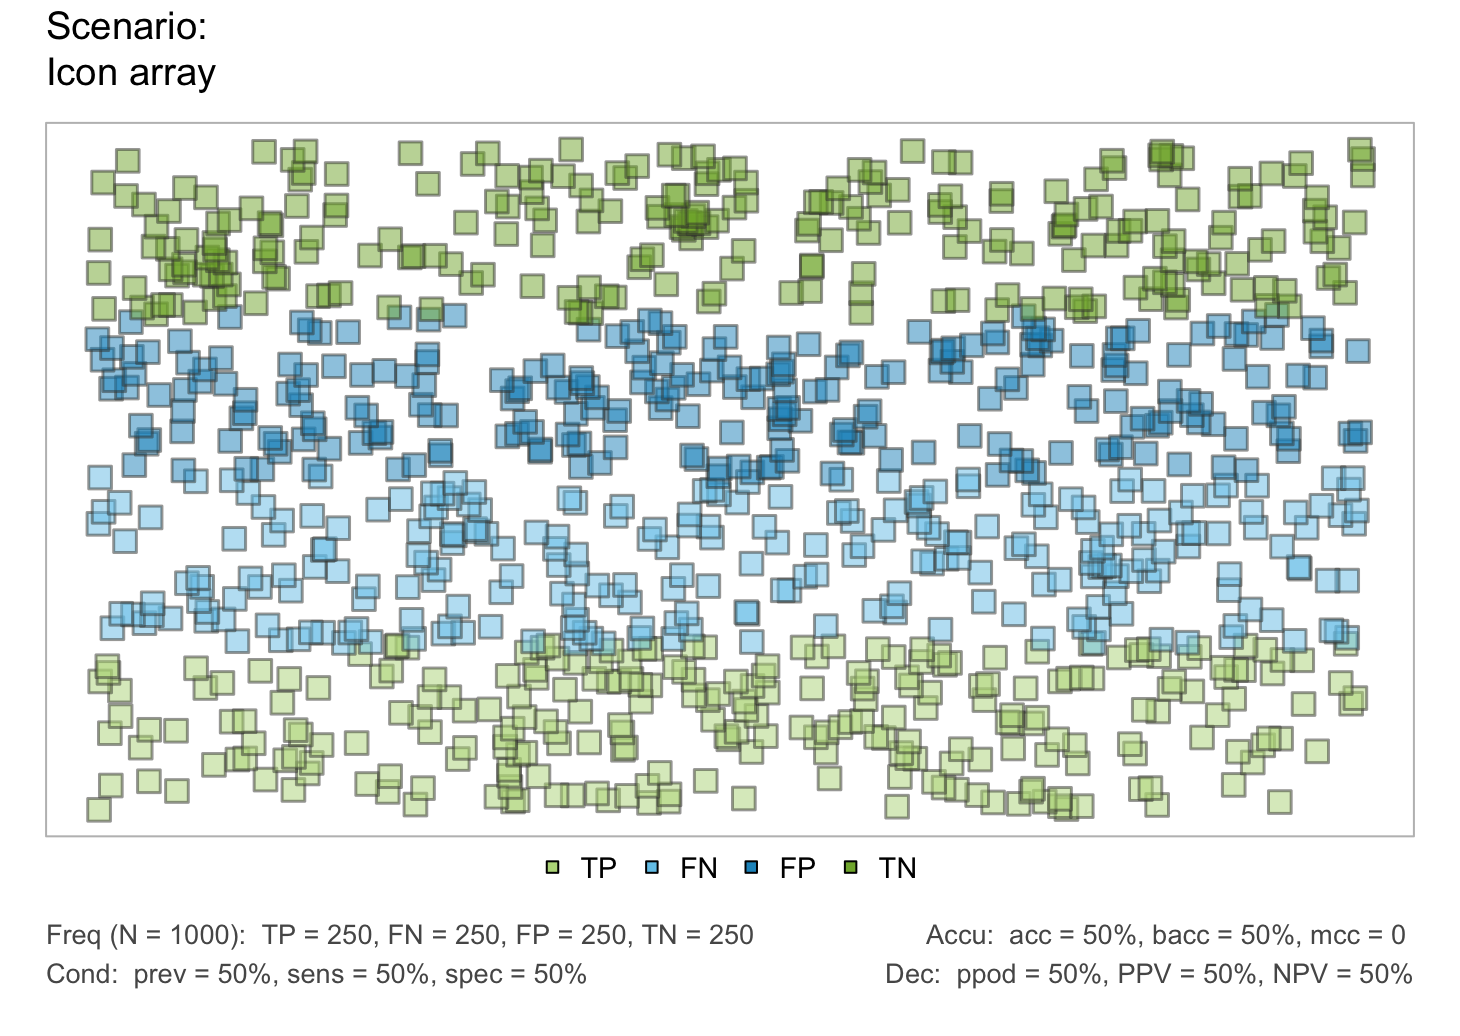 Scenario:
Icon array
TP FN FP TN
Freq (N = 1000):  TP = 250, FN = 250, FP = 250, TN = 250
Accu:  acc = 50%, bacc = 50%, mcc = 0
Cond:  prev = 50%, sens = 50%, spec = 50%
Dec:  ppod = 50%, PPV = 50%, NPV = 50%